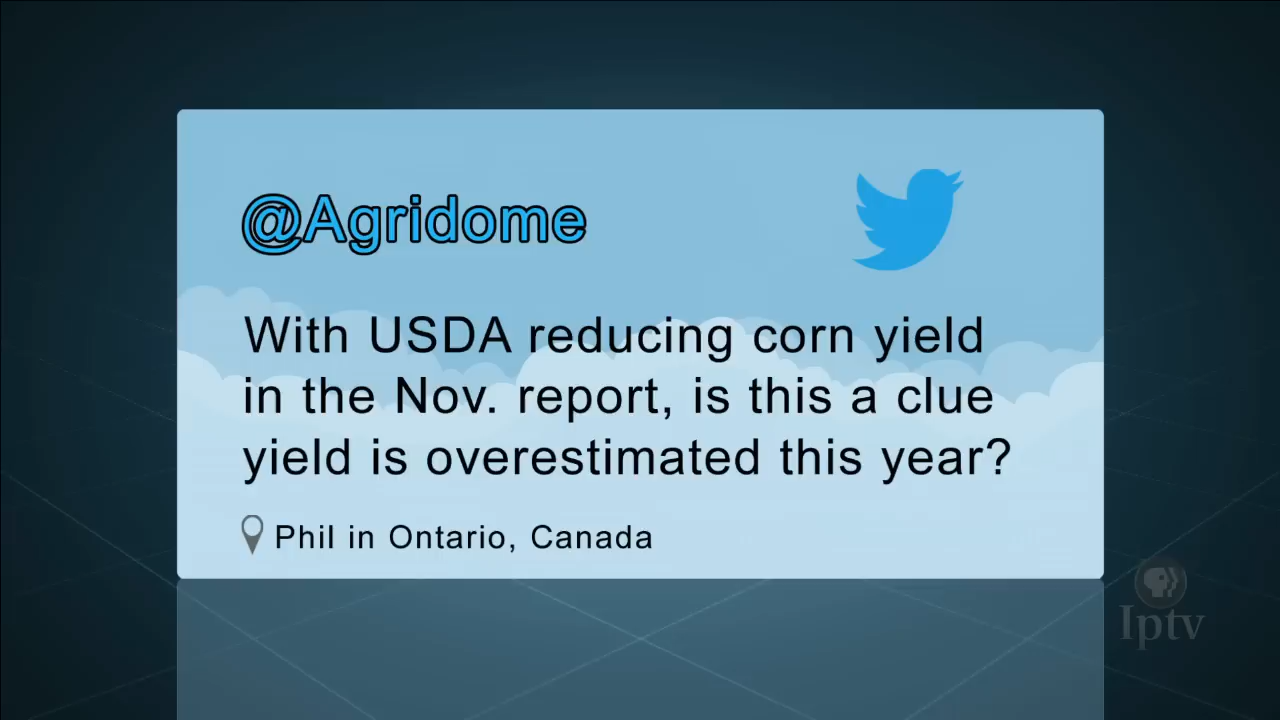 @Agridome
With USDA reducing corn yield
in the Nov. report, is this a clue
yield is overestimated this year?
Phil in Ontario, Canada
Iptv